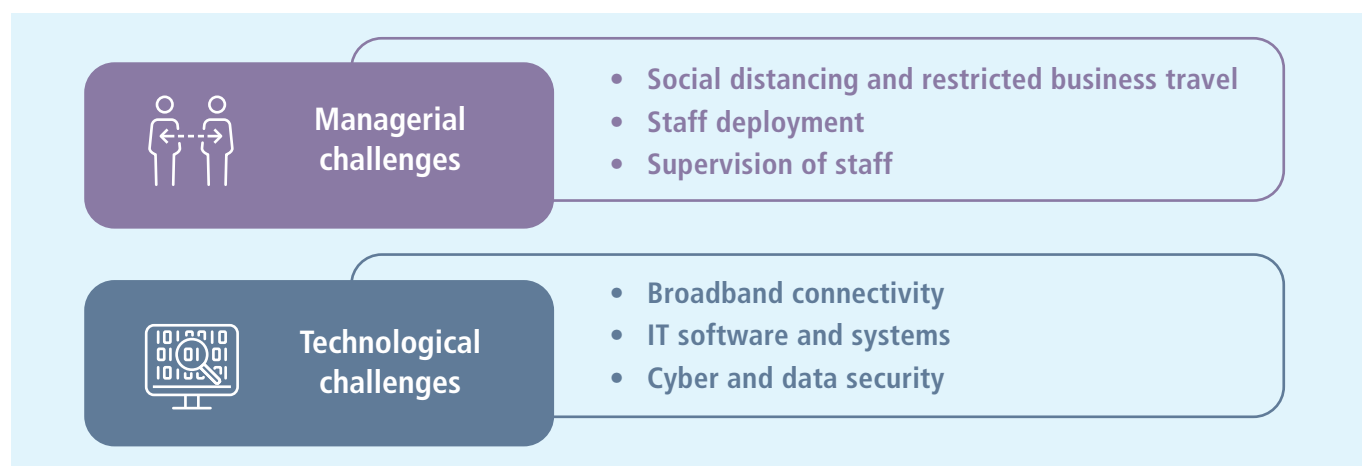 Managerial
challenges
• Social distancing and restricted business travel
• Staff deployment
• Supervision of staff
Technological
challenges
• Broadband connectivity
• IT software and systems
• Cyber and data security